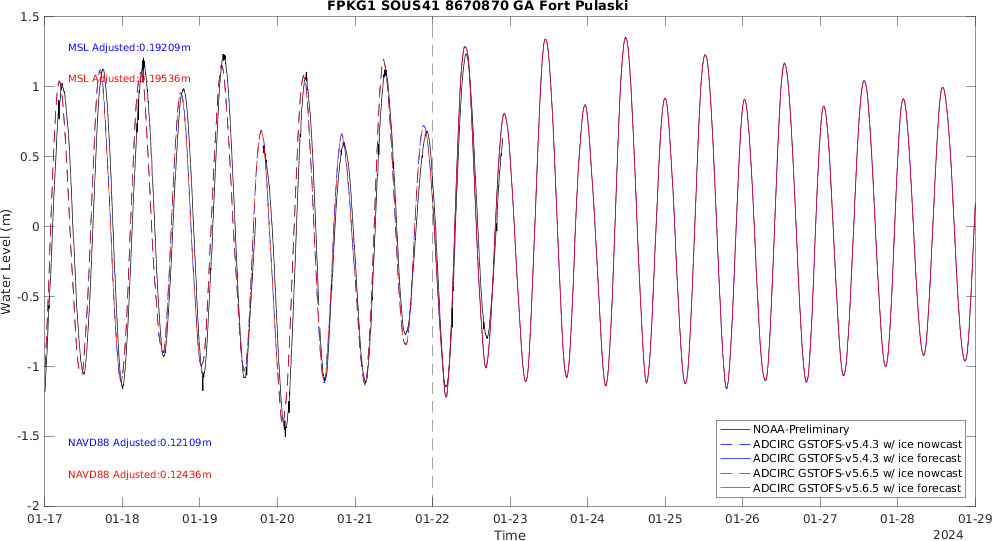 FPKG1 SOUS41 8670870 GA Fort Pulaski
1.5
1
0.5
0
-0.5
-1
-1.5
-2
Water Level (m)
MSL Adjusted:0.19209m
MSL Adjusted:0.19536m
NAVD88 Adjusted:0.12109m
NAVD88 Adjusted:0.12436m
NOAA-Preliminary
ADCIRC GSTOFS-v5.4.3 w/ ice nowcast
ADCIRC GSTOFS-v5.4.3 w/ ice forecast
ADCIRC GSTOFS-v5.6.5 w/ ice nowcast
ADCIRC GSTOFS-v5.6.5 w/ ice forecast
01-17 01-18 01-19 01-20 01-21 01-22 01-23 01-24 01-25 01-26 01-27 01-28 01-29
Time
2024